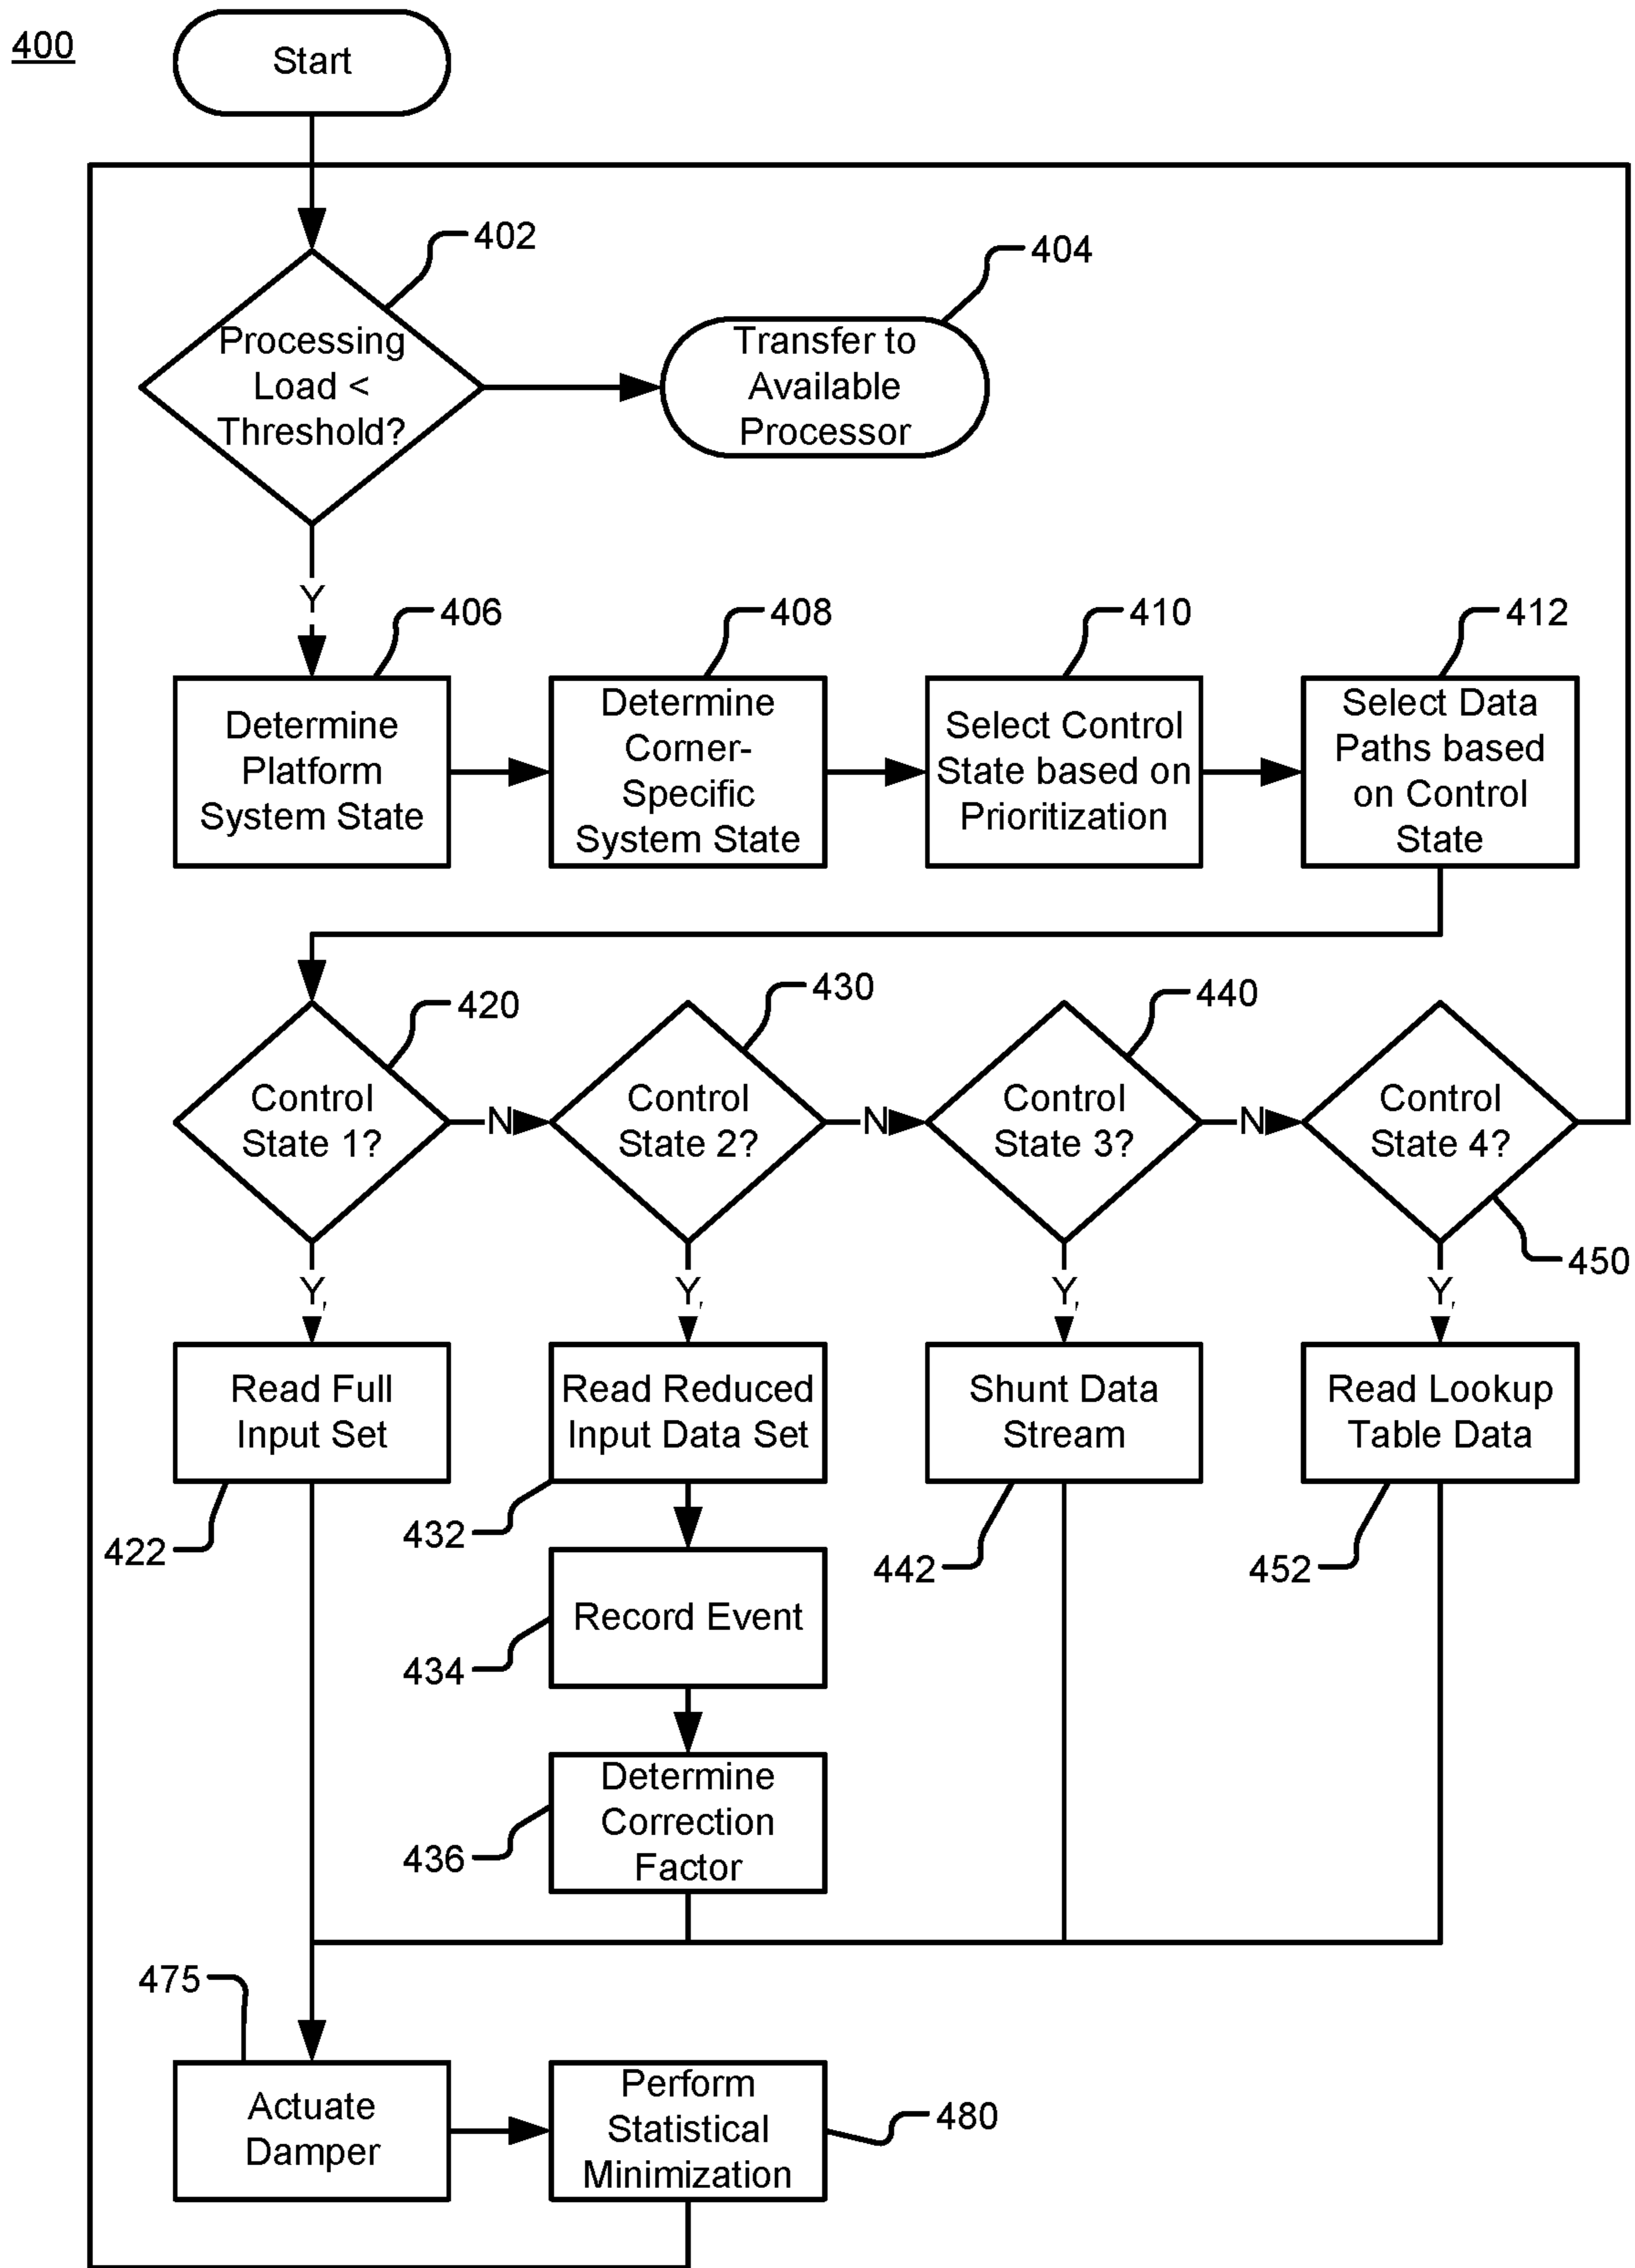 400
Start
402
404
Processing
Load <
Threshold?
Transfer to
Available
Processor
Y
406
408
410
412
Determine
Platform
System State
Determine
Corner-
Specific
System State
Select Control
State based on
Prioritization
Select Data
Paths based
on Control
State
420
430
440
Control
State 1?
N
Control
State 2?
N
Control
State 3?
N
Control
State 4?
450
Y
Y
Y
Y
Read Full
Input Set
Read Reduced
Input Data Set
Shunt Data
Stream
Read Lookup
Table Data
422
432
442
452
Record Event
434
Determine
Correction
Factor
436
475
Actuate
Damper
Perform
Statistical
Minimization
480